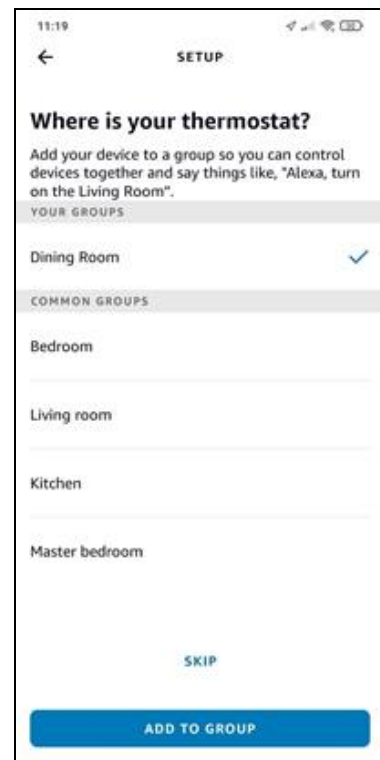 11:19
SETUP
Where is your thermostat?
Add your device to a group so you can control
devices together and say things like, "Alexa, turn
on the Living Room".
YOUR GROUPS
Dining Room
COMMON GROUPS
Bedroom
Living room
Kitchen
Master bedroom
SKIP
ADD TO GROUP